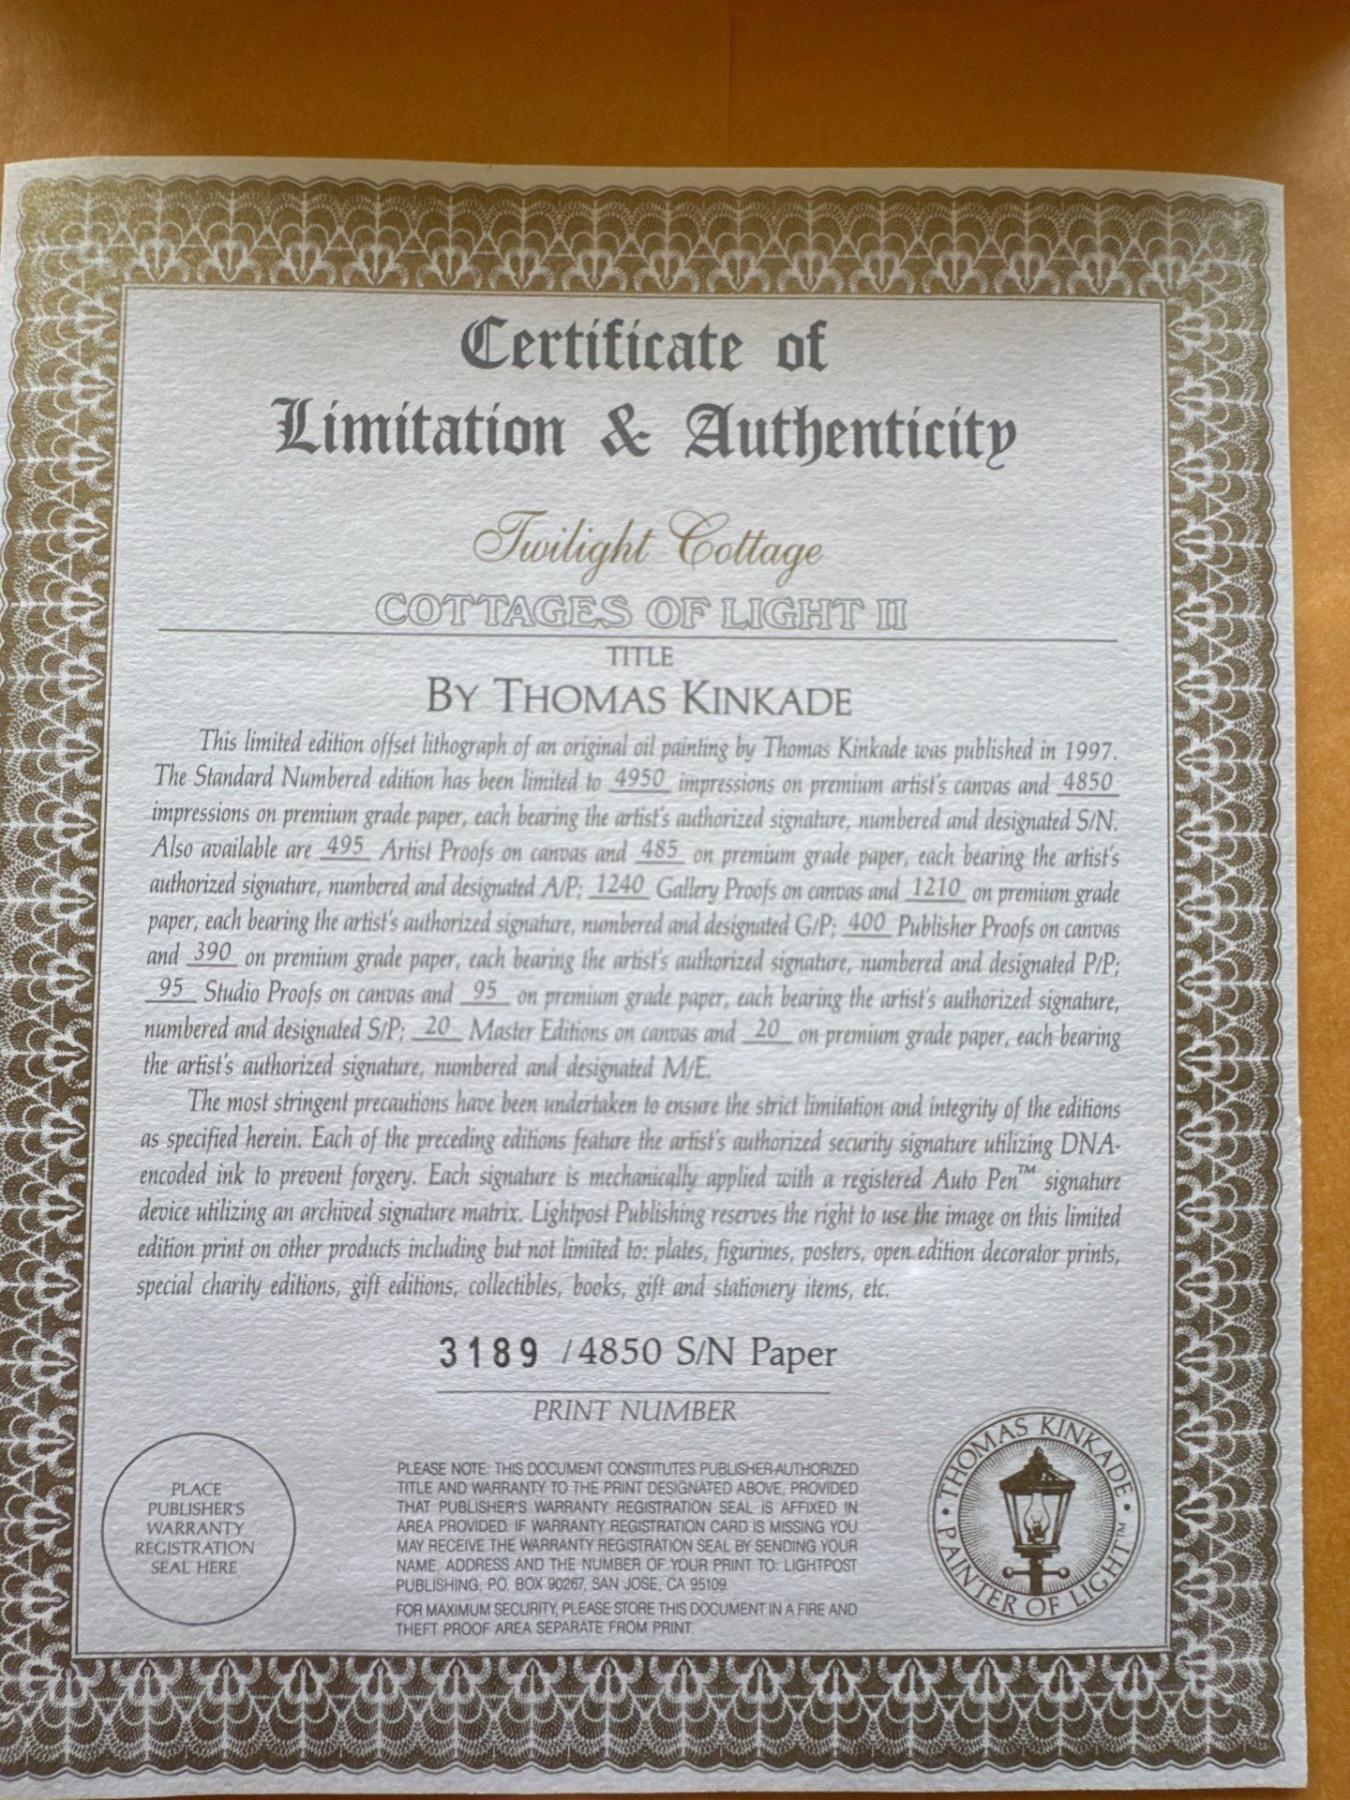 Certificate of
Limitation & Authenticity
Twilight Cottage
COTTAGES OF LIGHT II
TITLE
BY THOMAS KINKADE
This limited edition offset lithograph of an original oil painting by Thomas Kinkade was published in 1997.
The Standard Numbered edition has been limited to 4950 impressions on premium artist's canvas and 4850
impressions on premium grade paper, each bearing the artist's authorized signature, numbered and designated S/N.
Also available are 495 Artist Proofs on canvas and 485 on premium grade paper, each bearing the artist's
authorized signature, numbered and designated A/P; 1240 Gallery Proofs on canvas and 1210 on premium grade
paper, each bearing the artist's authorized signature, numbered and designated G/P; 400 Publisher Proofs on canvas
and 390 on premium grade paper, each bearing the artist's authorized signature, numbered and designated P/P;
95 Studio Proofs on canvas and 95 on premium grade paper, each bearing the artist's authorized signature,
numbered and designated S/P; 20 Master Editions on canvas and 20 on premium grade paper, each bearing
the artist's authorized signature, numbered and designated M/E.
The most stringent precautions have been undertaken to ensure the strict limitation and integrity of the editions
as specified herein. Each of the preceding editions feature the artist's authorized security signature utilizing DNA-
encoded ink to prevent forgery. Each signature is mechanically applied with a registered Auto Pen™ signature
device utilizing an archived signature matrix. Lightpost Publishing reserves the right to use the image on this limited
edition print on other products including but not limited to: plates, figurines, posters, open edition decorator prints,
special charity editions, gift editions, collectibles, books, gift and stationery items, etc.
3189 /4850 S/N Paper
PRINT NUMBER
PLACE
PUBLISHER'S
WARRANTY
REGISTRATION
SEAL HERE
PLEASE NOTE: THIS DOCUMENT CONSTITUTES PUBLISHER-AUTHORIZED
TITLE AND WARRANTY TO THE PRINT DESIGNATED ABOVE, PROVIDED
THAT PUBLISHER'S WARRANTY REGISTRATION SEAL IS AFFIXED IN
AREA PROVIDED. IF WARRANTY REGISTRATION CARD IS MISSING YOU
MAY RECEIVE THE WARRANTY REGISTRATION SEAL BY SENDING YOUR
NAME, ADDRESS AND THE NUMBER OF YOUR PRINT TO: LIGHTPOST
PUBLISHING, P.O. BOX 90267, SAN JOSE, CA 95109.
FOR MAXIMUM SECURITY, PLEASE STORE THIS DOCUMENT IN A FIRE AND
THEFT PROOF AREA SEPARATE FROM PRINT.
THOMAS KINKADE
PAINTER OF LIGHT™